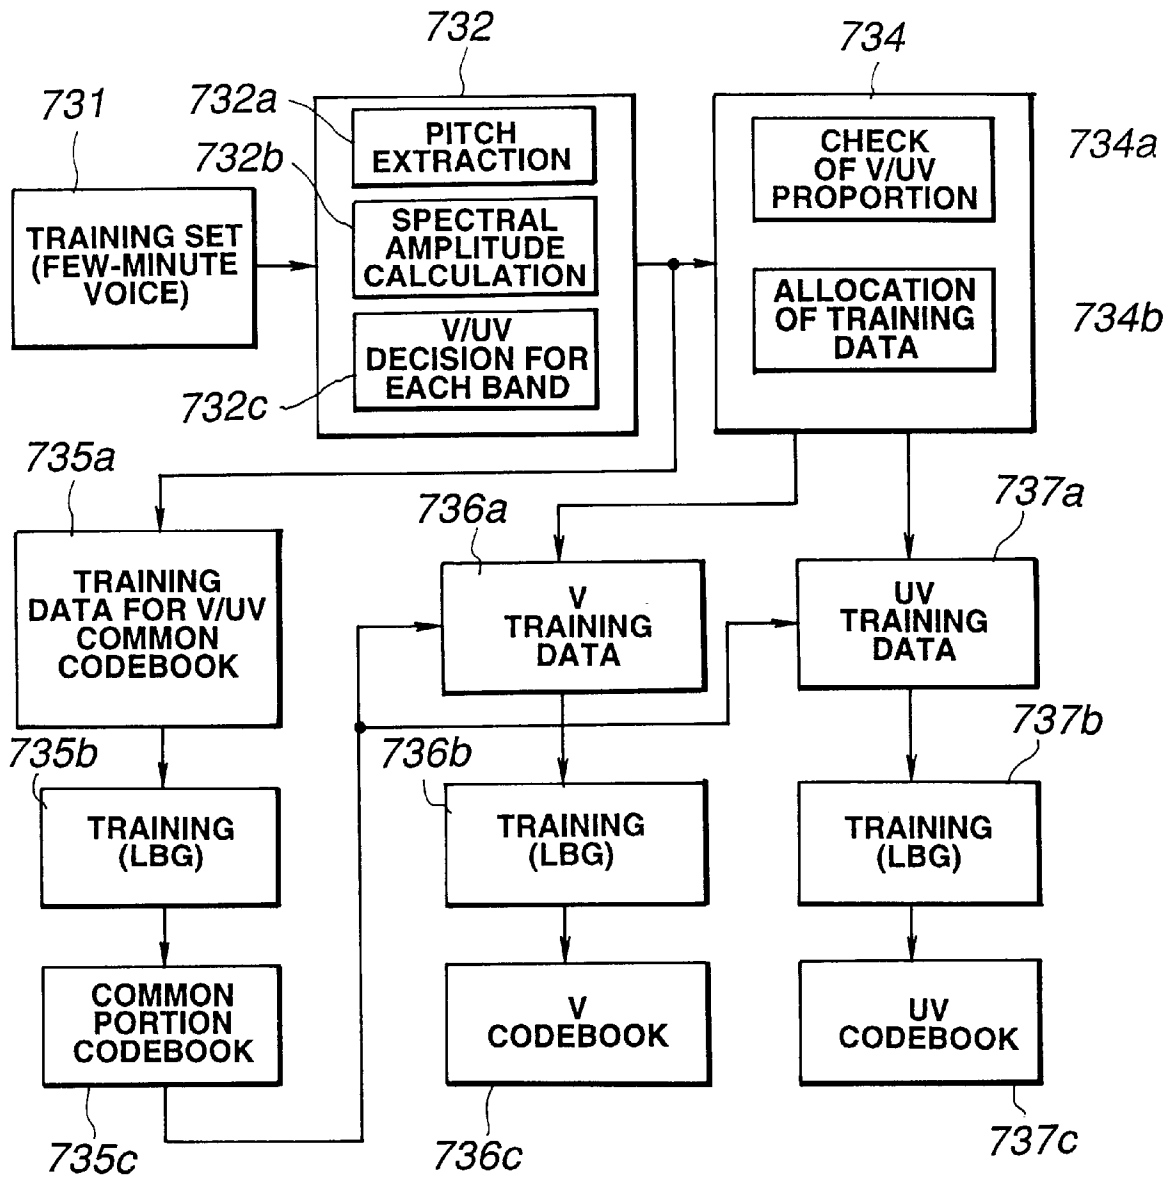 732
734
731
732a
PITCH
EXTRACTION
CHECK
OF V/UV
PROPORTION
734a
732b
TRAINING SET
(FEW-MINUTE
VOICE)
SPECTRAL
AMPLITUDE
CALCULATION
ALLOCATION
OF TRAINING
DATA
734b
V/UV
DECISION FOR
EACH BAND
732c
735a
736a
737a
TRAINING
DATA FOR V/UV
COMMON
CODEBOOK
V
TRAINING
DATA
UV
TRAINING
DATA
735b
736b
737b
TRAINING
(LBG)
TRAINING
(LBG)
TRAINING
(LBG)
COMMON
PORTION
CODEBOOK
V
CODEBOOK
UV
CODEBOOK
735c
736c
737c